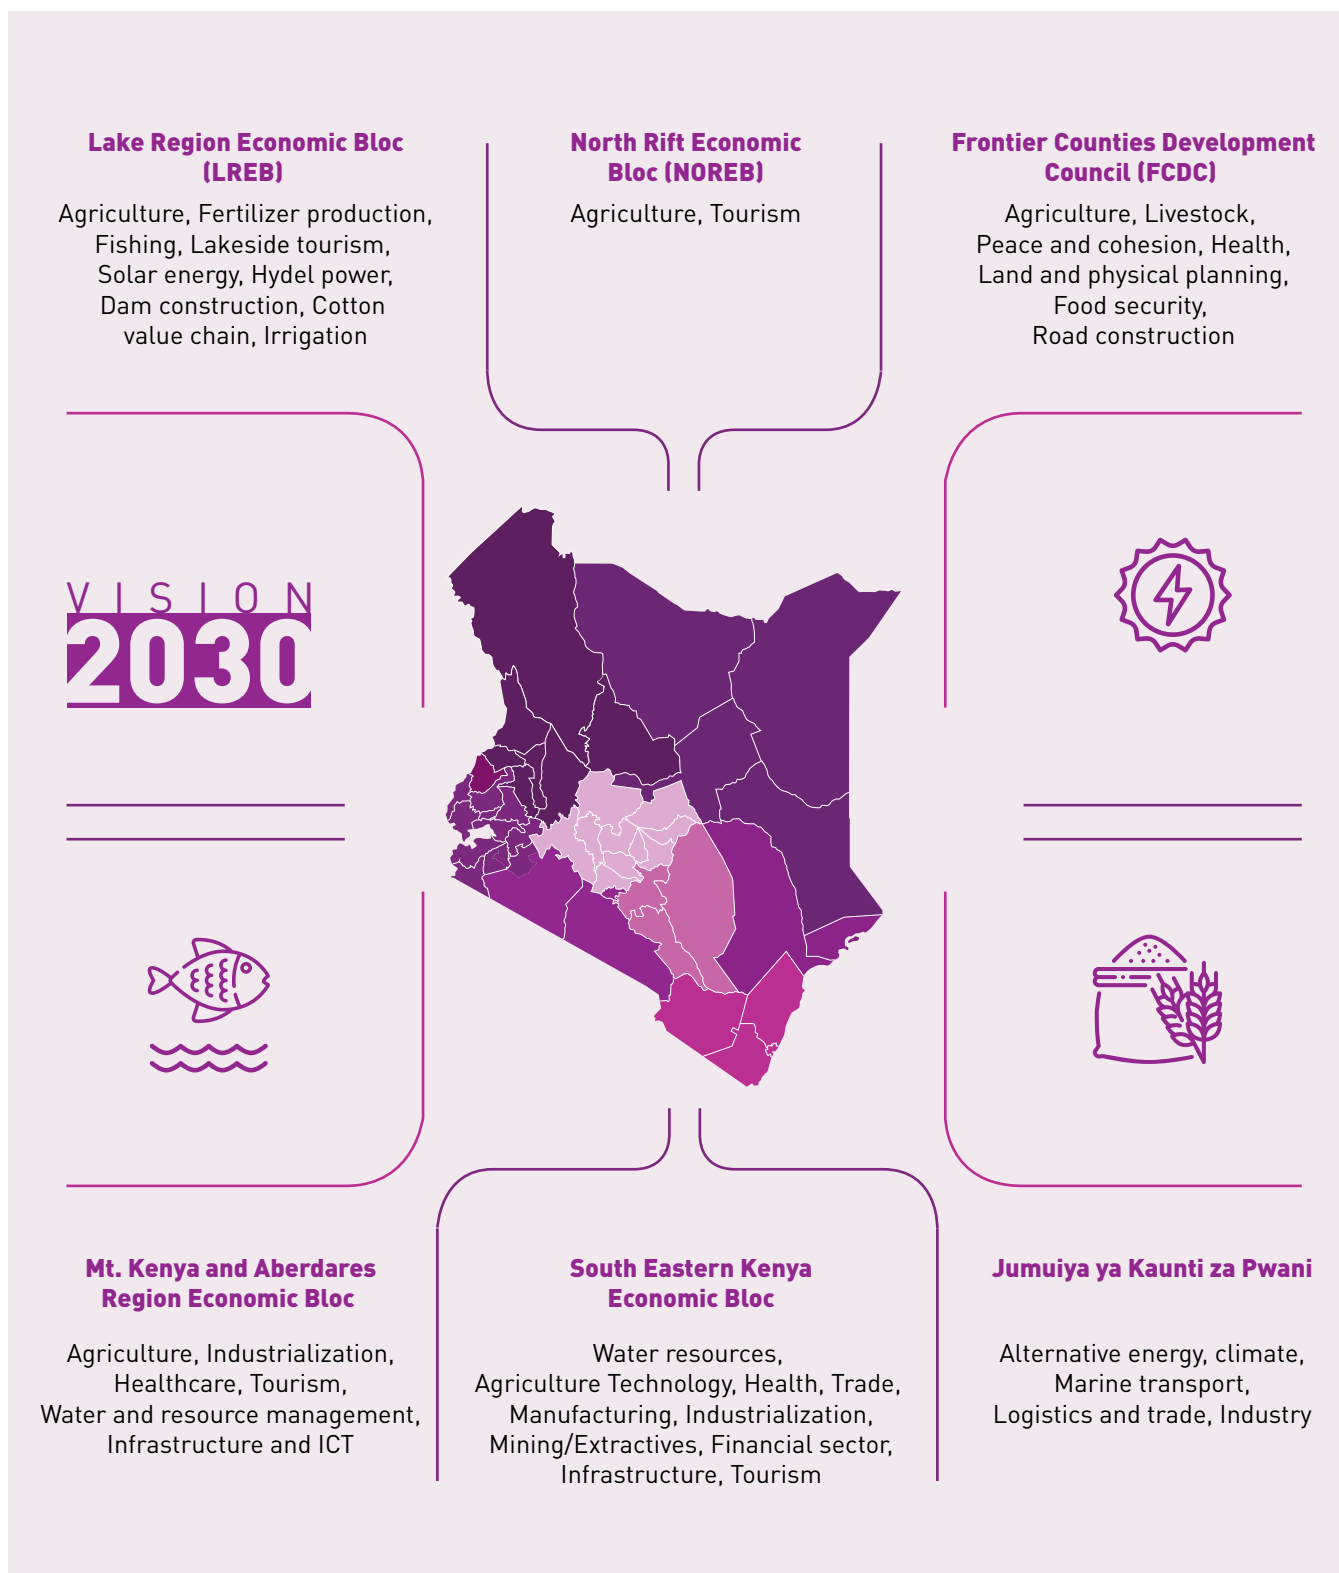 Lake Region Economic Bloc
(LREB)
Agriculture, Fertilizer production,
Fishing, Lakeside tourism,
Solar energy, Hydel power,
Dam construction, Cotton
value chain, Irrigation
North Rift Economic
Bloc (NOREB)
Agriculture, Tourism
Frontier Counties Development
Council (FCDC)
Agriculture, Livestock,
Peace and cohesion, Health,
Land and physical planning,
Food security,
Road construction
VISION
2030
Mt. Kenya and Aberdares
Region Economic Bloc
Agriculture, Industrialization,
Healthcare, Tourism,
Water and resource management,
Infrastructure and ICT
South Eastern Kenya
Economic Bloc
Water resources,
Agriculture Technology, Health, Trade,
Manufacturing, Industrialization,
Mining/Extractives, Financial sector,
Infrastructure, Tourism
Jumuiya ya Kaunti za Pwani
Alternative energy, climate,
Marine transport,
Logistics and trade, Industry